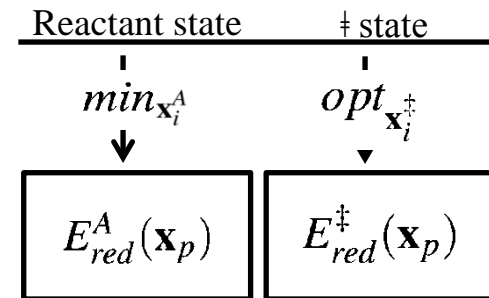 Reactant state ‡ state
min_{𝐱_i^A} opt_{𝐱_i^‡}
E_{red}^A(𝐱_p) E_{red}^‡(𝐱_p)